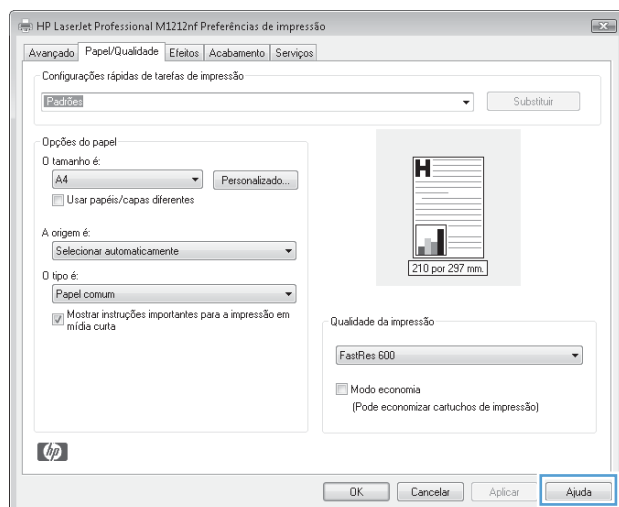 HP LaserJet Professional M1212nf Preferências de impressão
Avançado Papel/Qualidade Efeitos Acabamento Serviços
Configurações rápidas de tarefas de impressão
Padrões
Substituir
Opções do papel
O tamanho é:
A4
Personalizado...
Usar papéis/capas diferentes
A origem é:
Selecionar automaticamente
O tipo é:
Papel comum
Mostrar instruções importantes para a impressão em
mídia curta
H
210 por 297 mm.
Qualidade da impressão
FastRes 600
Modo economia
(Pode economizar cartuchos de impressão)
hp
OK Cancelar Aplicar Ajuda